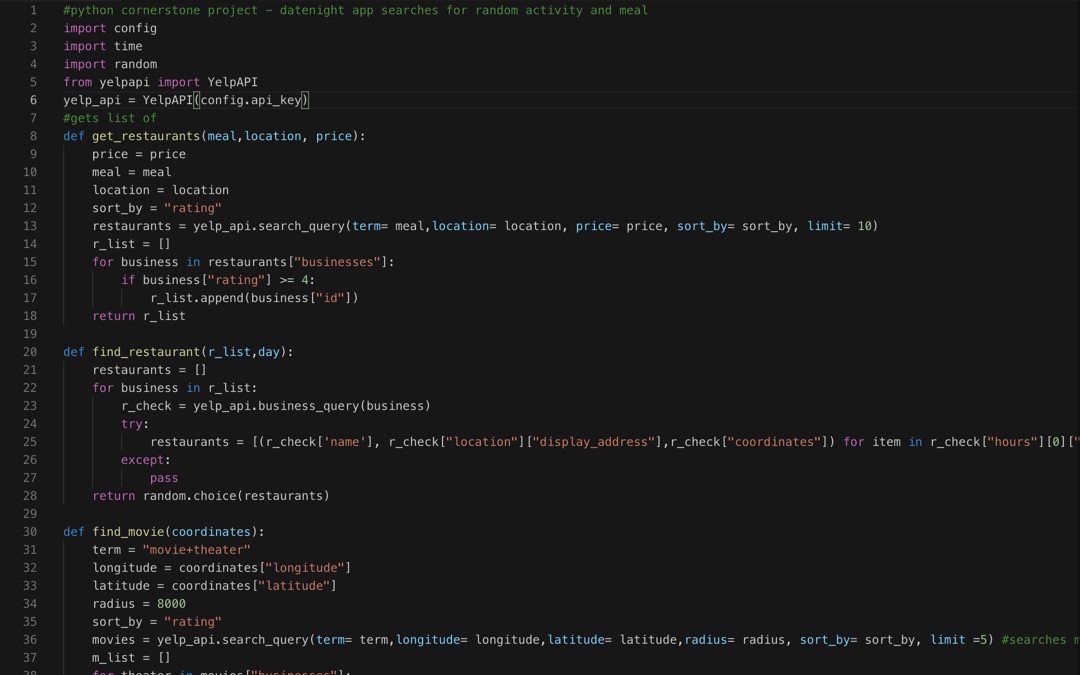 1 #python cornerstone project - datenight app searches for random activity and meal
2 import config
3 import time
4 import random
5 from yelpapi import YelpAPI
6 yelp_api = YelpAPI(config.api_key)
7 #gets list of
8 def get_restaurants(meal,location, price):
9     price = price
10     meal = meal
11     location = location
12     sort_by = "rating"
13     restaurants = yelp_api.search_query(term= meal,location= location, price= price, sort_by= sort_by, limit= 10)
14     r_list = []
15     for business in restaurants["businesses"]:
16         if business["rating"] >= 4:
17             r_list.append(business["id"])
18     return r_list
19
20 def find_restaurant(r_list,day):
21     restaurants = []
22     for business in r_list:
23         r_check = yelp_api.business_query(business)
24         try:
25             restaurants = [(r_check['name'], r_check["location"]["display_address"],r_check["coordinates"]) for item in r_check["hours"][0]["
26         except:
27             pass
28     return random.choice(restaurants)
29
30 def find_movie(coordinates):
31     term = "movie+theater"
32     longitude = coordinates["longitude"]
33     latitude = coordinates["latitude"]
34     radius = 8000
35     sort_by = "rating"
36     movies = yelp_api.search_query(term= term,longitude= longitude,latitude= latitude,radius= radius, sort_by= sort_by, limit =5) #searches
37     m_list = []
38     for theater in movies["businesses"]: